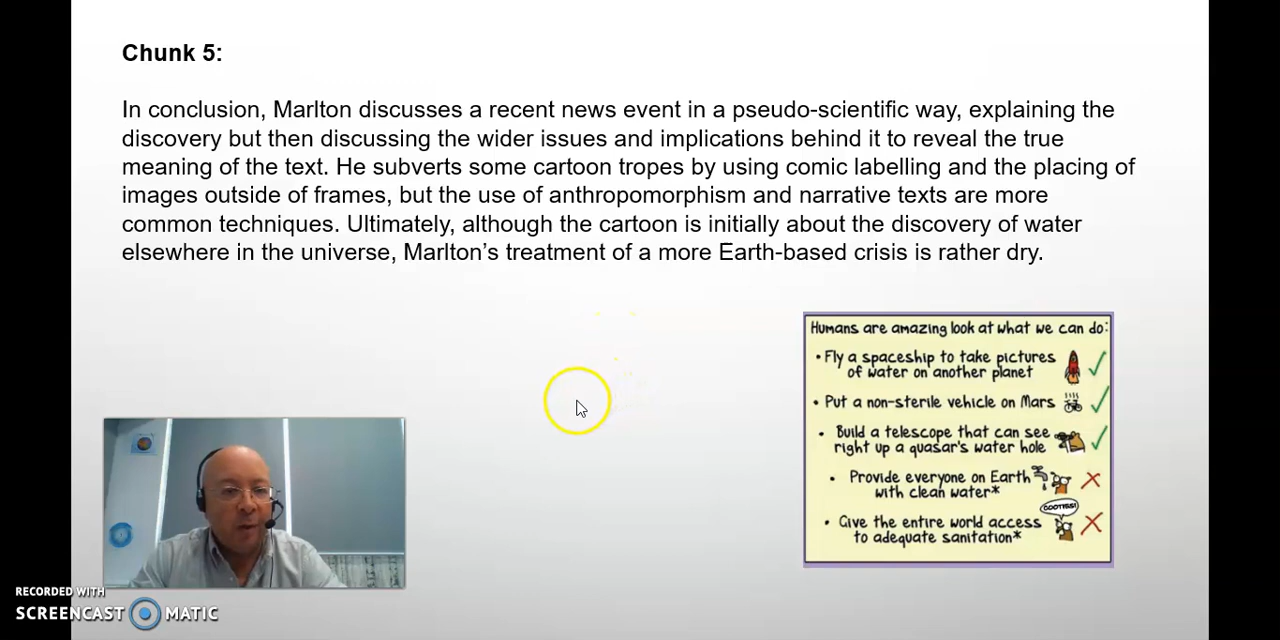 Chunk 5:
In conclusion, Marlton discusses a recent news event in a pseudo-scientific way, explaining the
discovery but then discussing the wider issues and implications behind it to reveal the true
meaning of the text. He subverts some cartoon tropes by using comic labelling and the placing of
images outside of frames, but the use of anthropomorphism and narrative texts are more
common techniques. Ultimately, although the cartoon is initially about the discovery of water
elsewhere in the universe, Marlton’s treatment of a more Earth-based crisis is rather dry.
Humans are amazing look at what we can do:
• Fly a spaceship to take pictures
of water on another planet
• Put a non-sterile vehicle on Mars
• Build a telescope that can see
right up a quasar's water hole
• Provide everyone on Earth
with clean water*
COOTIES!
• Give the entire world access
to adequate sanitation*
RECORDED WITH
SCREENCAST MATIC